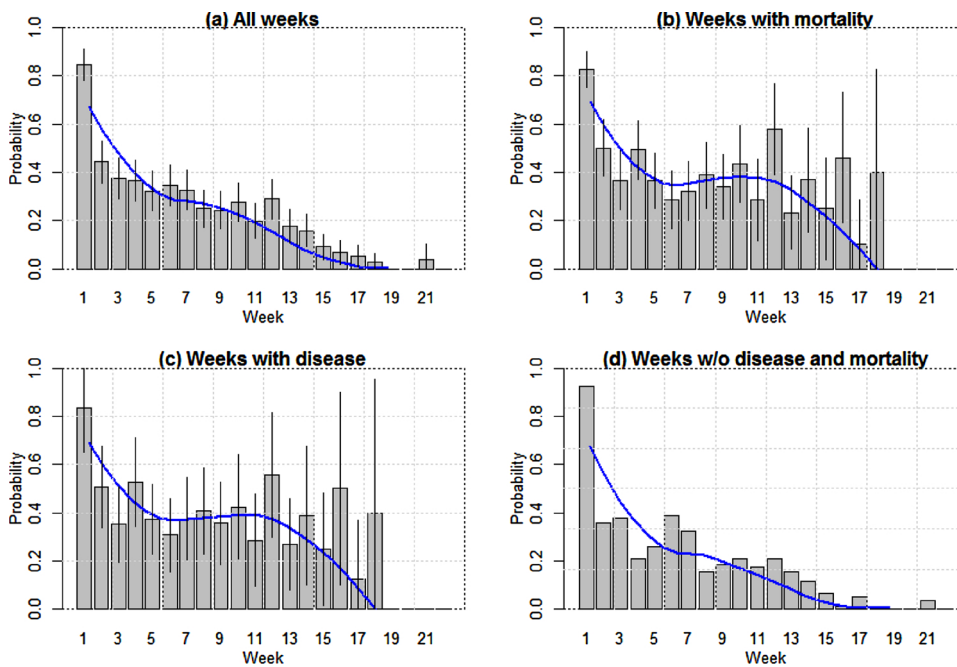 (a) All weeks
Probability
0.0 0.2 0.4 0.6 0.8 1.0
1 3 5 7 9 11 13 15 17 19 21
Week
(b) Weeks with mortality
Probability
0.0 0.2 0.4 0.6 0.8 1.0
1 3 5 7 9 11 13 15 17 19 21
Week
(c) Weeks with disease
Probability
0.0 0.2 0.4 0.6 0.8 1.0
1 3 5 7 9 11 13 15 17 19 21
Week
(d) Weeks w/o disease and mortality
Probability
0.0 0.2 0.4 0.6 0.8 1.0
1 3 5 7 9 11 13 15 17 19 21
Week